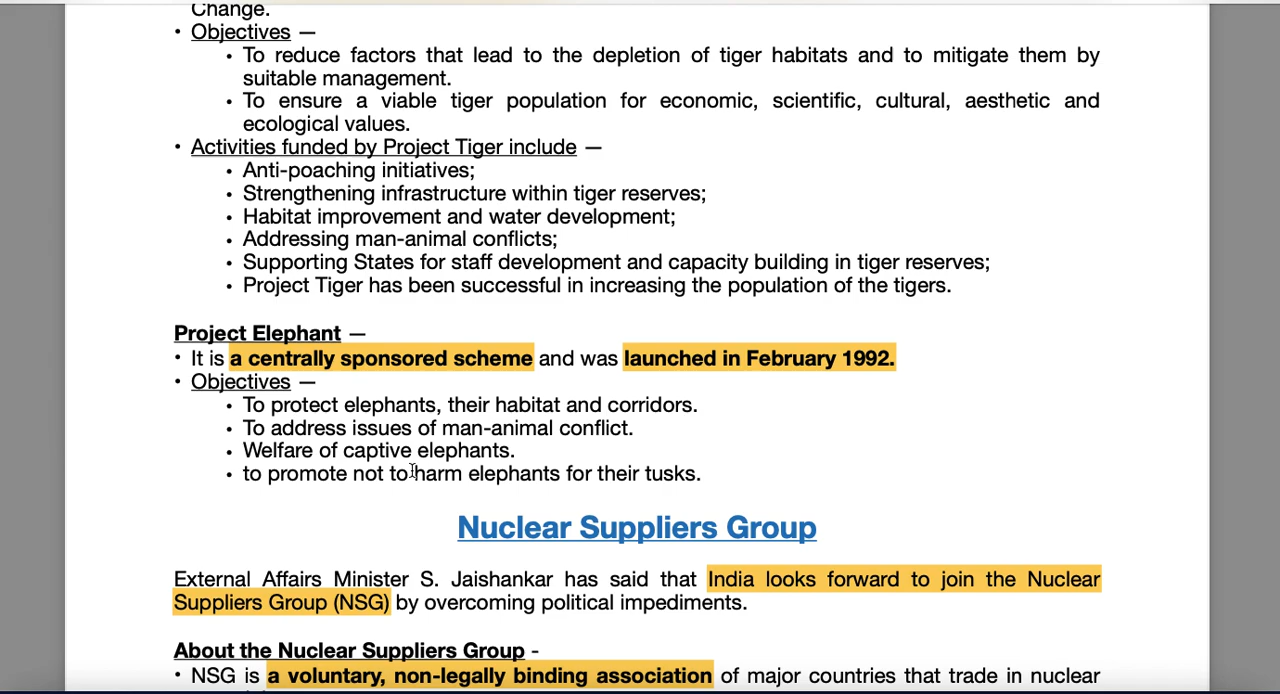 Change.
• Objectives —
• To reduce factors that lead to the depletion of tiger habitats and to mitigate them by
suitable management.
• To ensure a viable tiger population for economic, scientific, cultural, aesthetic and
ecological values.
• Activities funded by Project Tiger include —
• Anti-poaching initiatives;
• Strengthening infrastructure within tiger reserves;
• Habitat improvement and water development;
• Addressing man-animal conflicts;
• Supporting States for staff development and capacity building in tiger reserves;
• Project Tiger has been successful in increasing the population of the tigers.
Project Elephant —
• It is a centrally sponsored scheme and was launched in February 1992.
• Objectives —
• To protect elephants, their habitat and corridors.
• To address issues of man-animal conflict.
• Welfare of captive elephants.
• to promote not to harm elephants for their tusks.
Nuclear Suppliers Group
External Affairs Minister S. Jaishankar has said that India looks forward to join the Nuclear
Suppliers Group (NSG) by overcoming political impediments.
About the Nuclear Suppliers Group -
• NSG is a voluntary, non-legally binding association of major countries that trade in nuclear